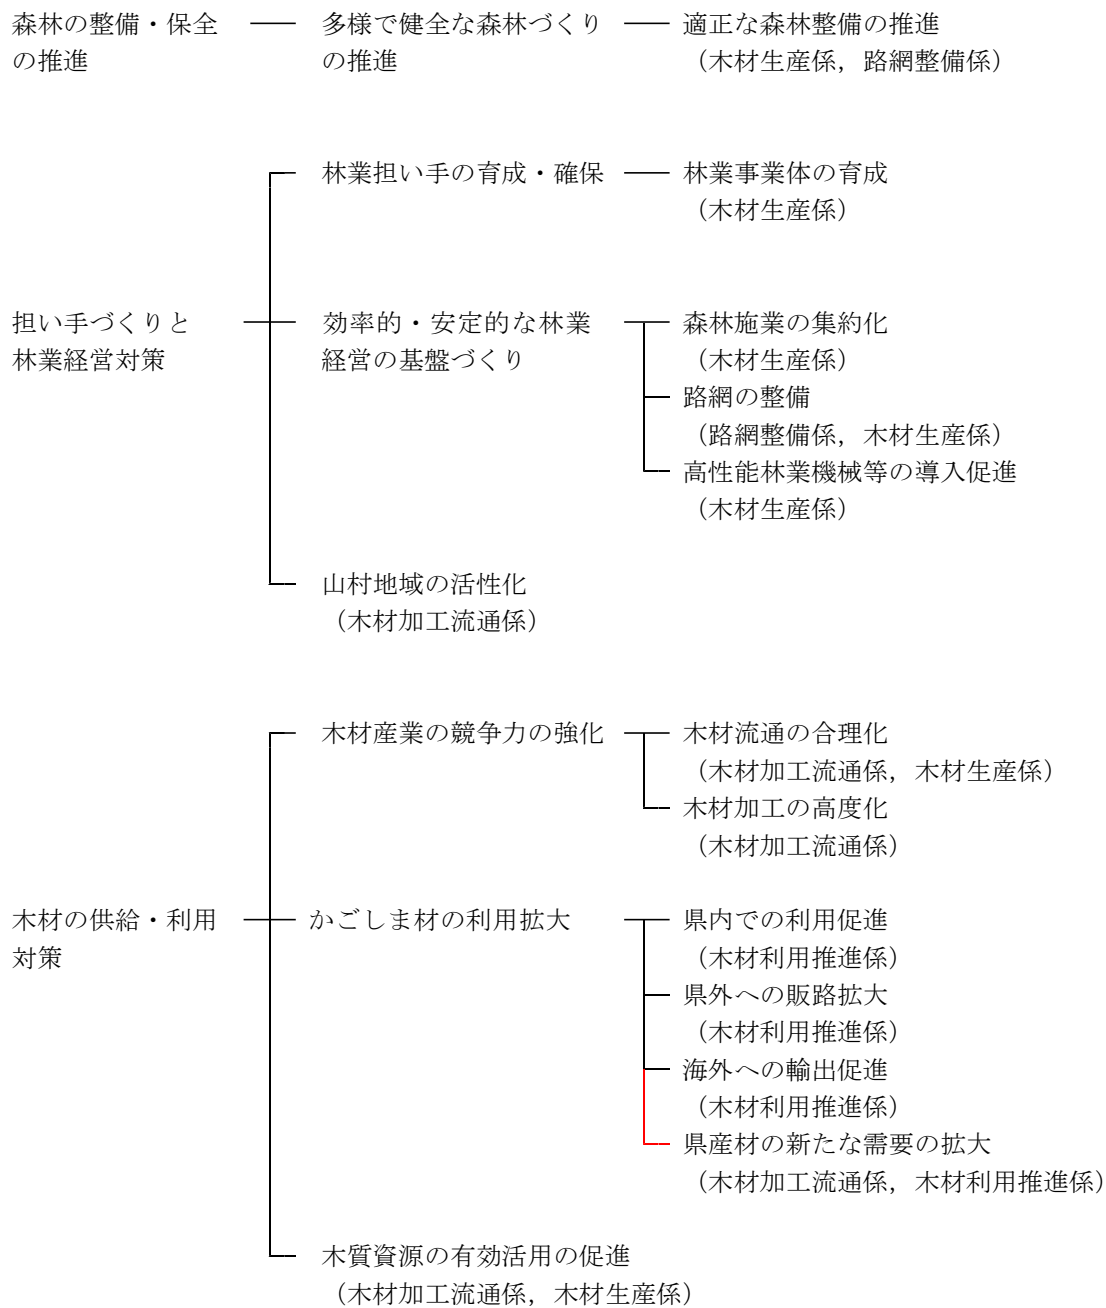 森林の整備・保全
の推進
多様で健全な森林づくり
の推進
適正な森林整備の推進
（木材生産係，路網整備係）
林業担い手の育成・確保
林業事業体の育成
（木材生産係）
担い手づくりと
林業経営対策
効率的・安定的な林業
経営の基盤づくり
森林施業の集約化
（木材生産係）
路網の整備
（路網整備係，木材生産係）
高性能林業機械等の導入促進
（木材生産係）
山村地域の活性化
（木材加工流通係）
木材産業の競争力の強化
木材流通の合理化
（木材加工流通係，木材生産係）
木材加工の高度化
（木材加工流通係）
木材の供給・利用
対策
かごしま材の利用拡大
県内での利用促進
（木材利用推進係）
県外への販路拡大
（木材利用推進係）
海外への輸出促進
（木材利用推進係）
県産材の新たな需要の拡大
（木材加工流通係，木材利用推進係）
木質資源の有効活用の促進
（木材加工流通係，木材生産係）